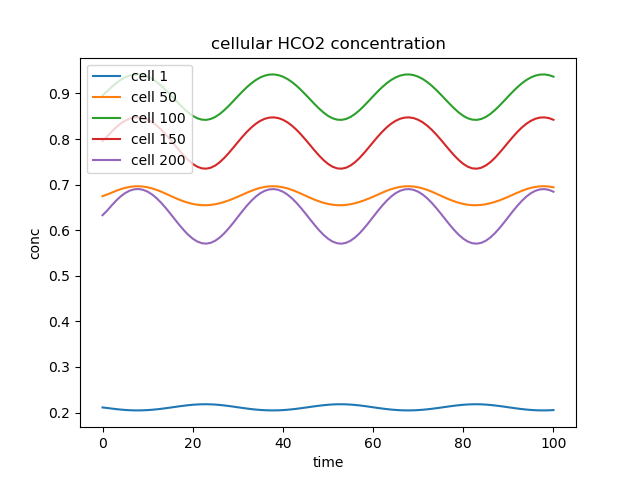 cellular HCO2 concentration
cell 1
cell 50
cell 100
cell 150
cell 200
conc
0.9
0.8
0.7
0.6
0.5
0.4
0.3
0.2
0 20 40 60 80 100
time